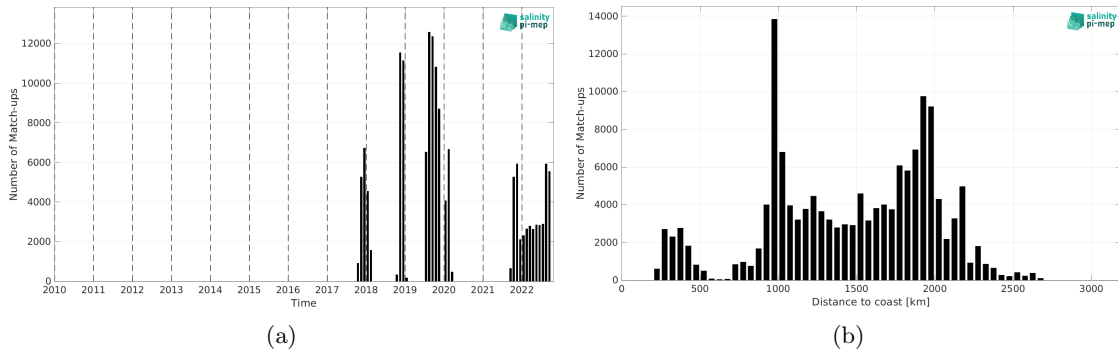 salinity
pi-mep
Number of Match-ups
12000
10000
8000
6000
4000
2000
0
2010 2011 2012 2013 2014 2015 2016 2017 2018 2019 2020 2021 2022
Time
(a)
salinity
pi-mep
Number of Match-ups
14000
12000
10000
8000
6000
4000
2000
0
0 500 1000 1500 2000 2500 3000
Distance to coast [km]
(b)